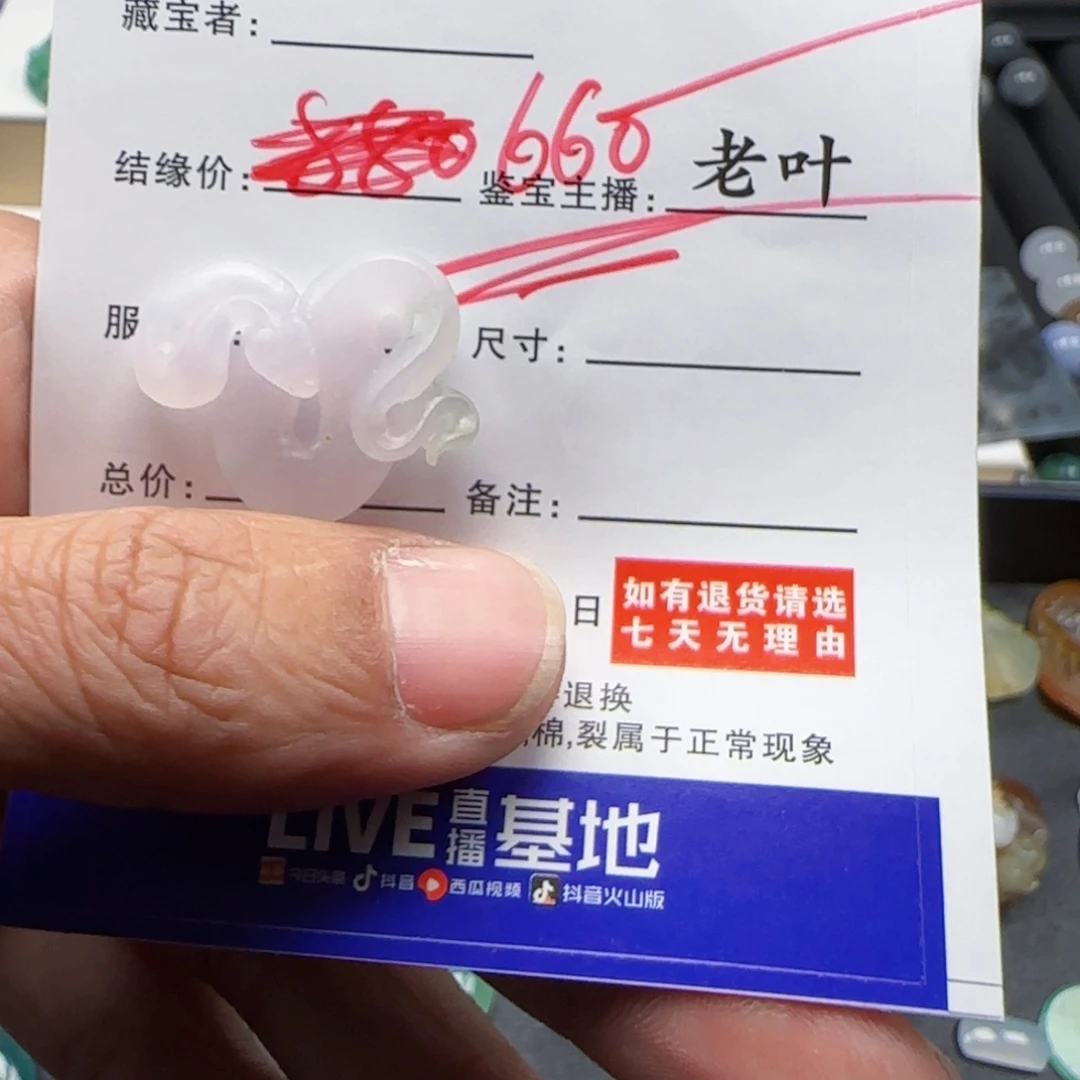 藏宝者：
结缘价： 880 660 鉴宝主播： 老叶
服 ： 尺寸：
总价： 备注：
日 如有退货请选
七天无理由
退换
棉,裂属于正常现象
LIVE 直播 基地
今日头条 抖音 西瓜视频 抖音火山版